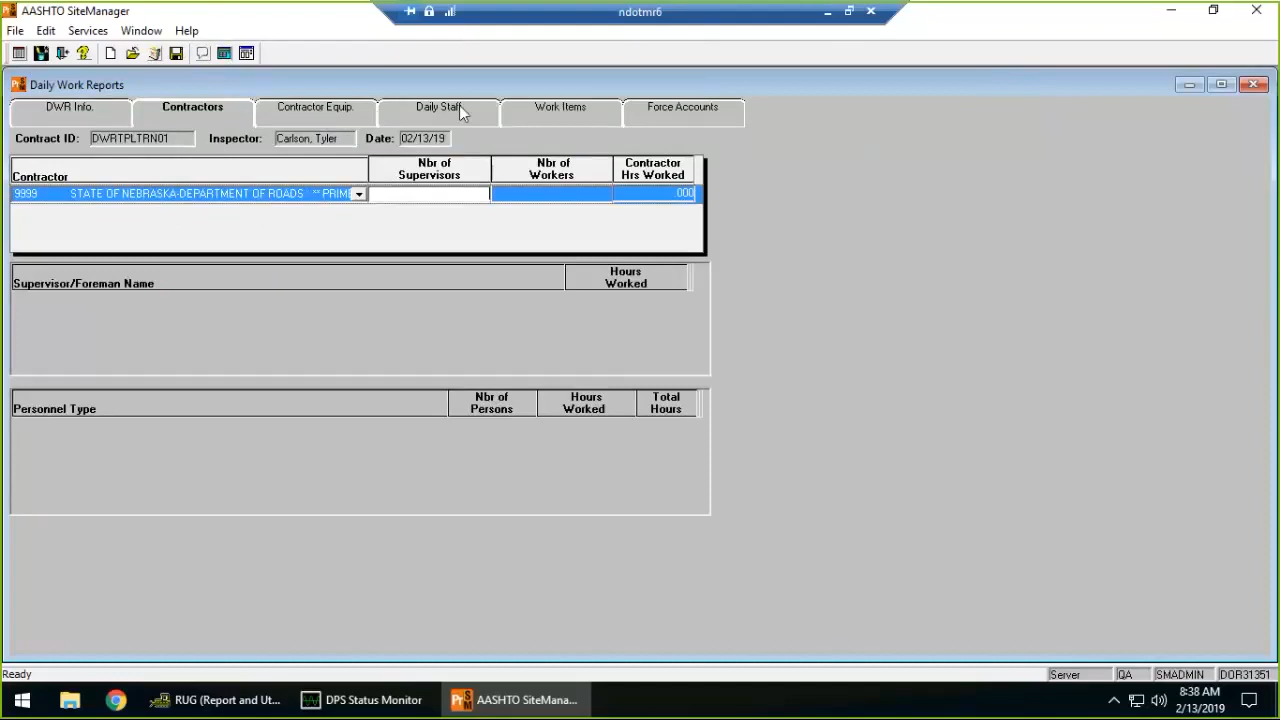 AASHTO SiteManager
ndotmr6
File Edit Services Window Help
Daily Work Reports
DWR Info. Contractors Contractor Equip. Daily Staff Work Items Force Accounts
Contract ID: DWRTPLTRN01 Inspector: Carlson, Tyler Date: 02/13/19
Contractor Nbr of Supervisors Nbr of Workers Contractor Hrs Worked
9999 STATE OF NEBRASKA-DEPARTMENT OF ROADS ** PRIME 000
Supervisor/Foreman Name Hours Worked
Personnel Type Nbr of Persons Hours Worked Total Hours
Ready Server QA SMADMIN DOR31351
RUG (Report and Ut... DPS Status Monitor AASHTO SiteMana... 8:38 AM
2/13/2019